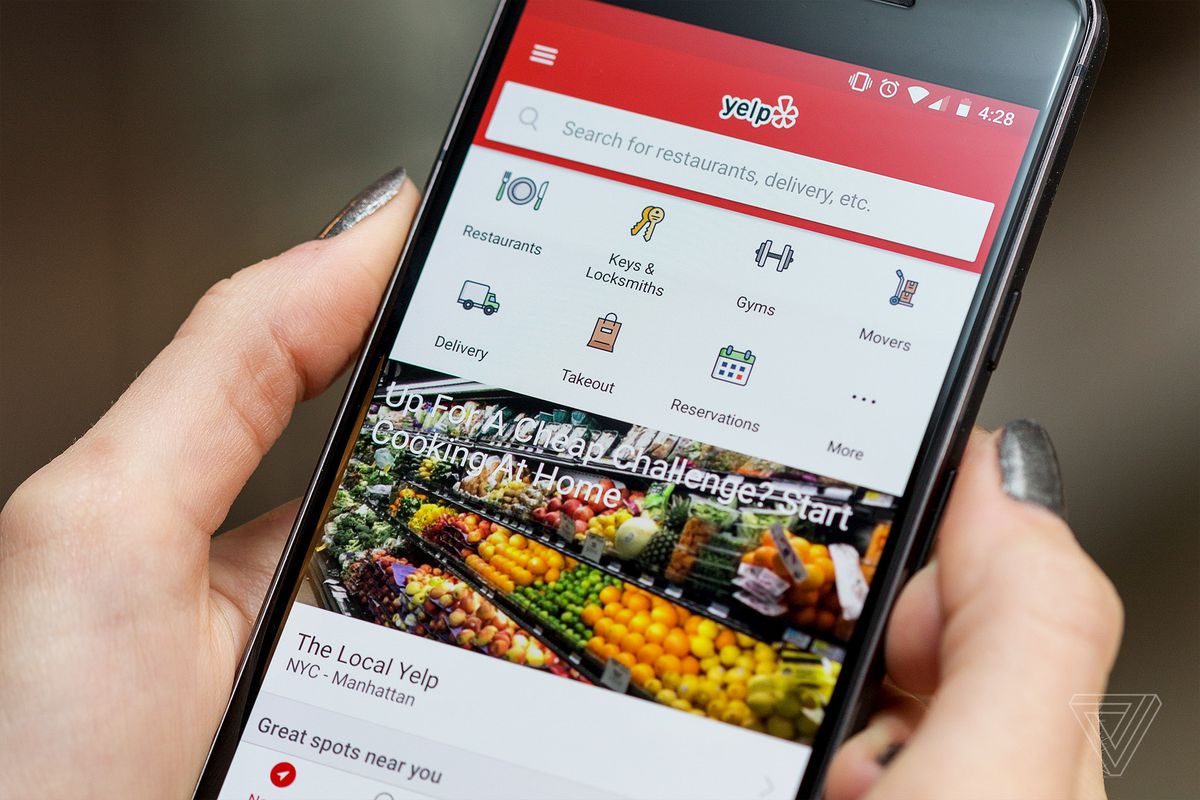 4:28
yelp
Search for restaurants, delivery, etc.
Restaurants
Keys &
Locksmiths
Gyms
Movers
Delivery
Takeout
Reservations
More
Up For A Cheap Challenge? Start
Cooking At Home
The Local Yelp
NYC - Manhattan
Great spots near you